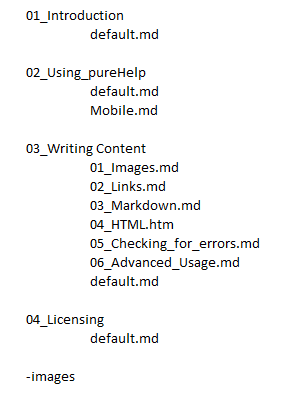 01_Introduction
default.md
02_Using_pureHelp
default.md
Mobile.md
03_Writing Content
01_Images.md
02_Links.md
03_Markdown.md
04_HTML.htm
05_Checking_for_errors.md
06_Advanced_Usage.md
default.md
04_Licensing
default.md
-images